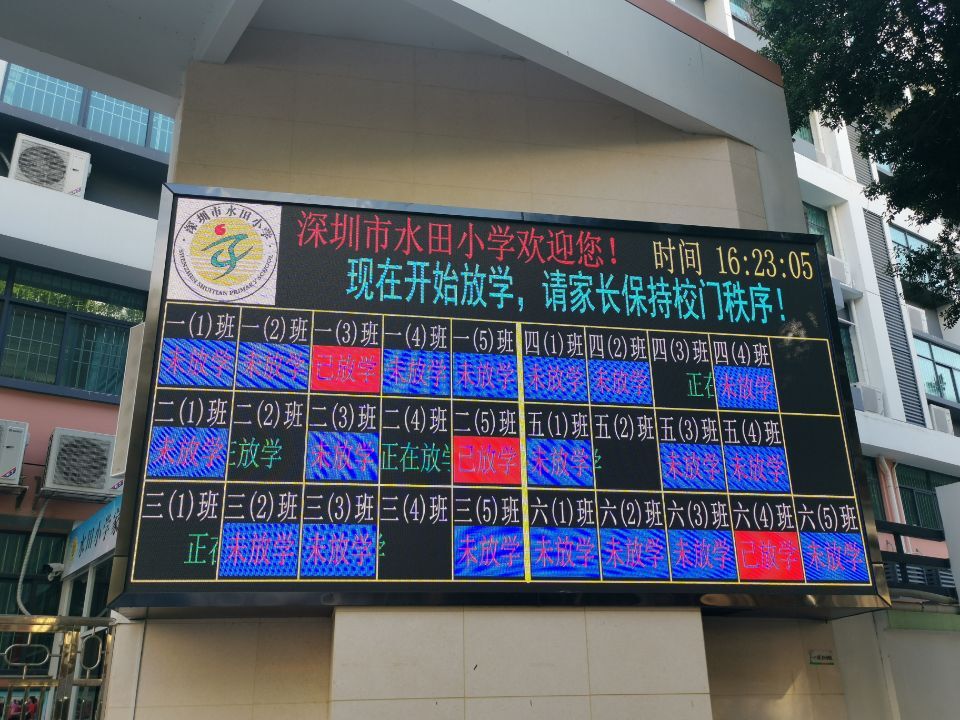 深圳市水田小学
SHENZHEN SHUITIAN PRIMARY SCHOOL
深圳市水田小学欢迎您！
时间 16:23:05
现在开始放学，请家长保持校门秩序！
一(1)班 一(2)班 一(3)班 一(4)班 一(5)班 四(1)班 四(2)班 四(3)班 四(4)班
未放学 未放学 已放学 未放学 未放学 未放学 未放学 正在 未放学
二(1)班 二(2)班 二(3)班 二(4)班 二(5)班 五(1)班 五(2)班 五(3)班 五(4)班
未放学 正放学 未放学 正在放学 已放学 未放学 未放学 未放学
三(1)班 三(2)班 三(3)班 三(4)班 三(5)班 六(1)班 六(2)班 六(3)班 六(4)班 六(5)班
正在 未放学 未放学 未放学 未放学 未放学 未放学 已放学 未放学
水田小学家